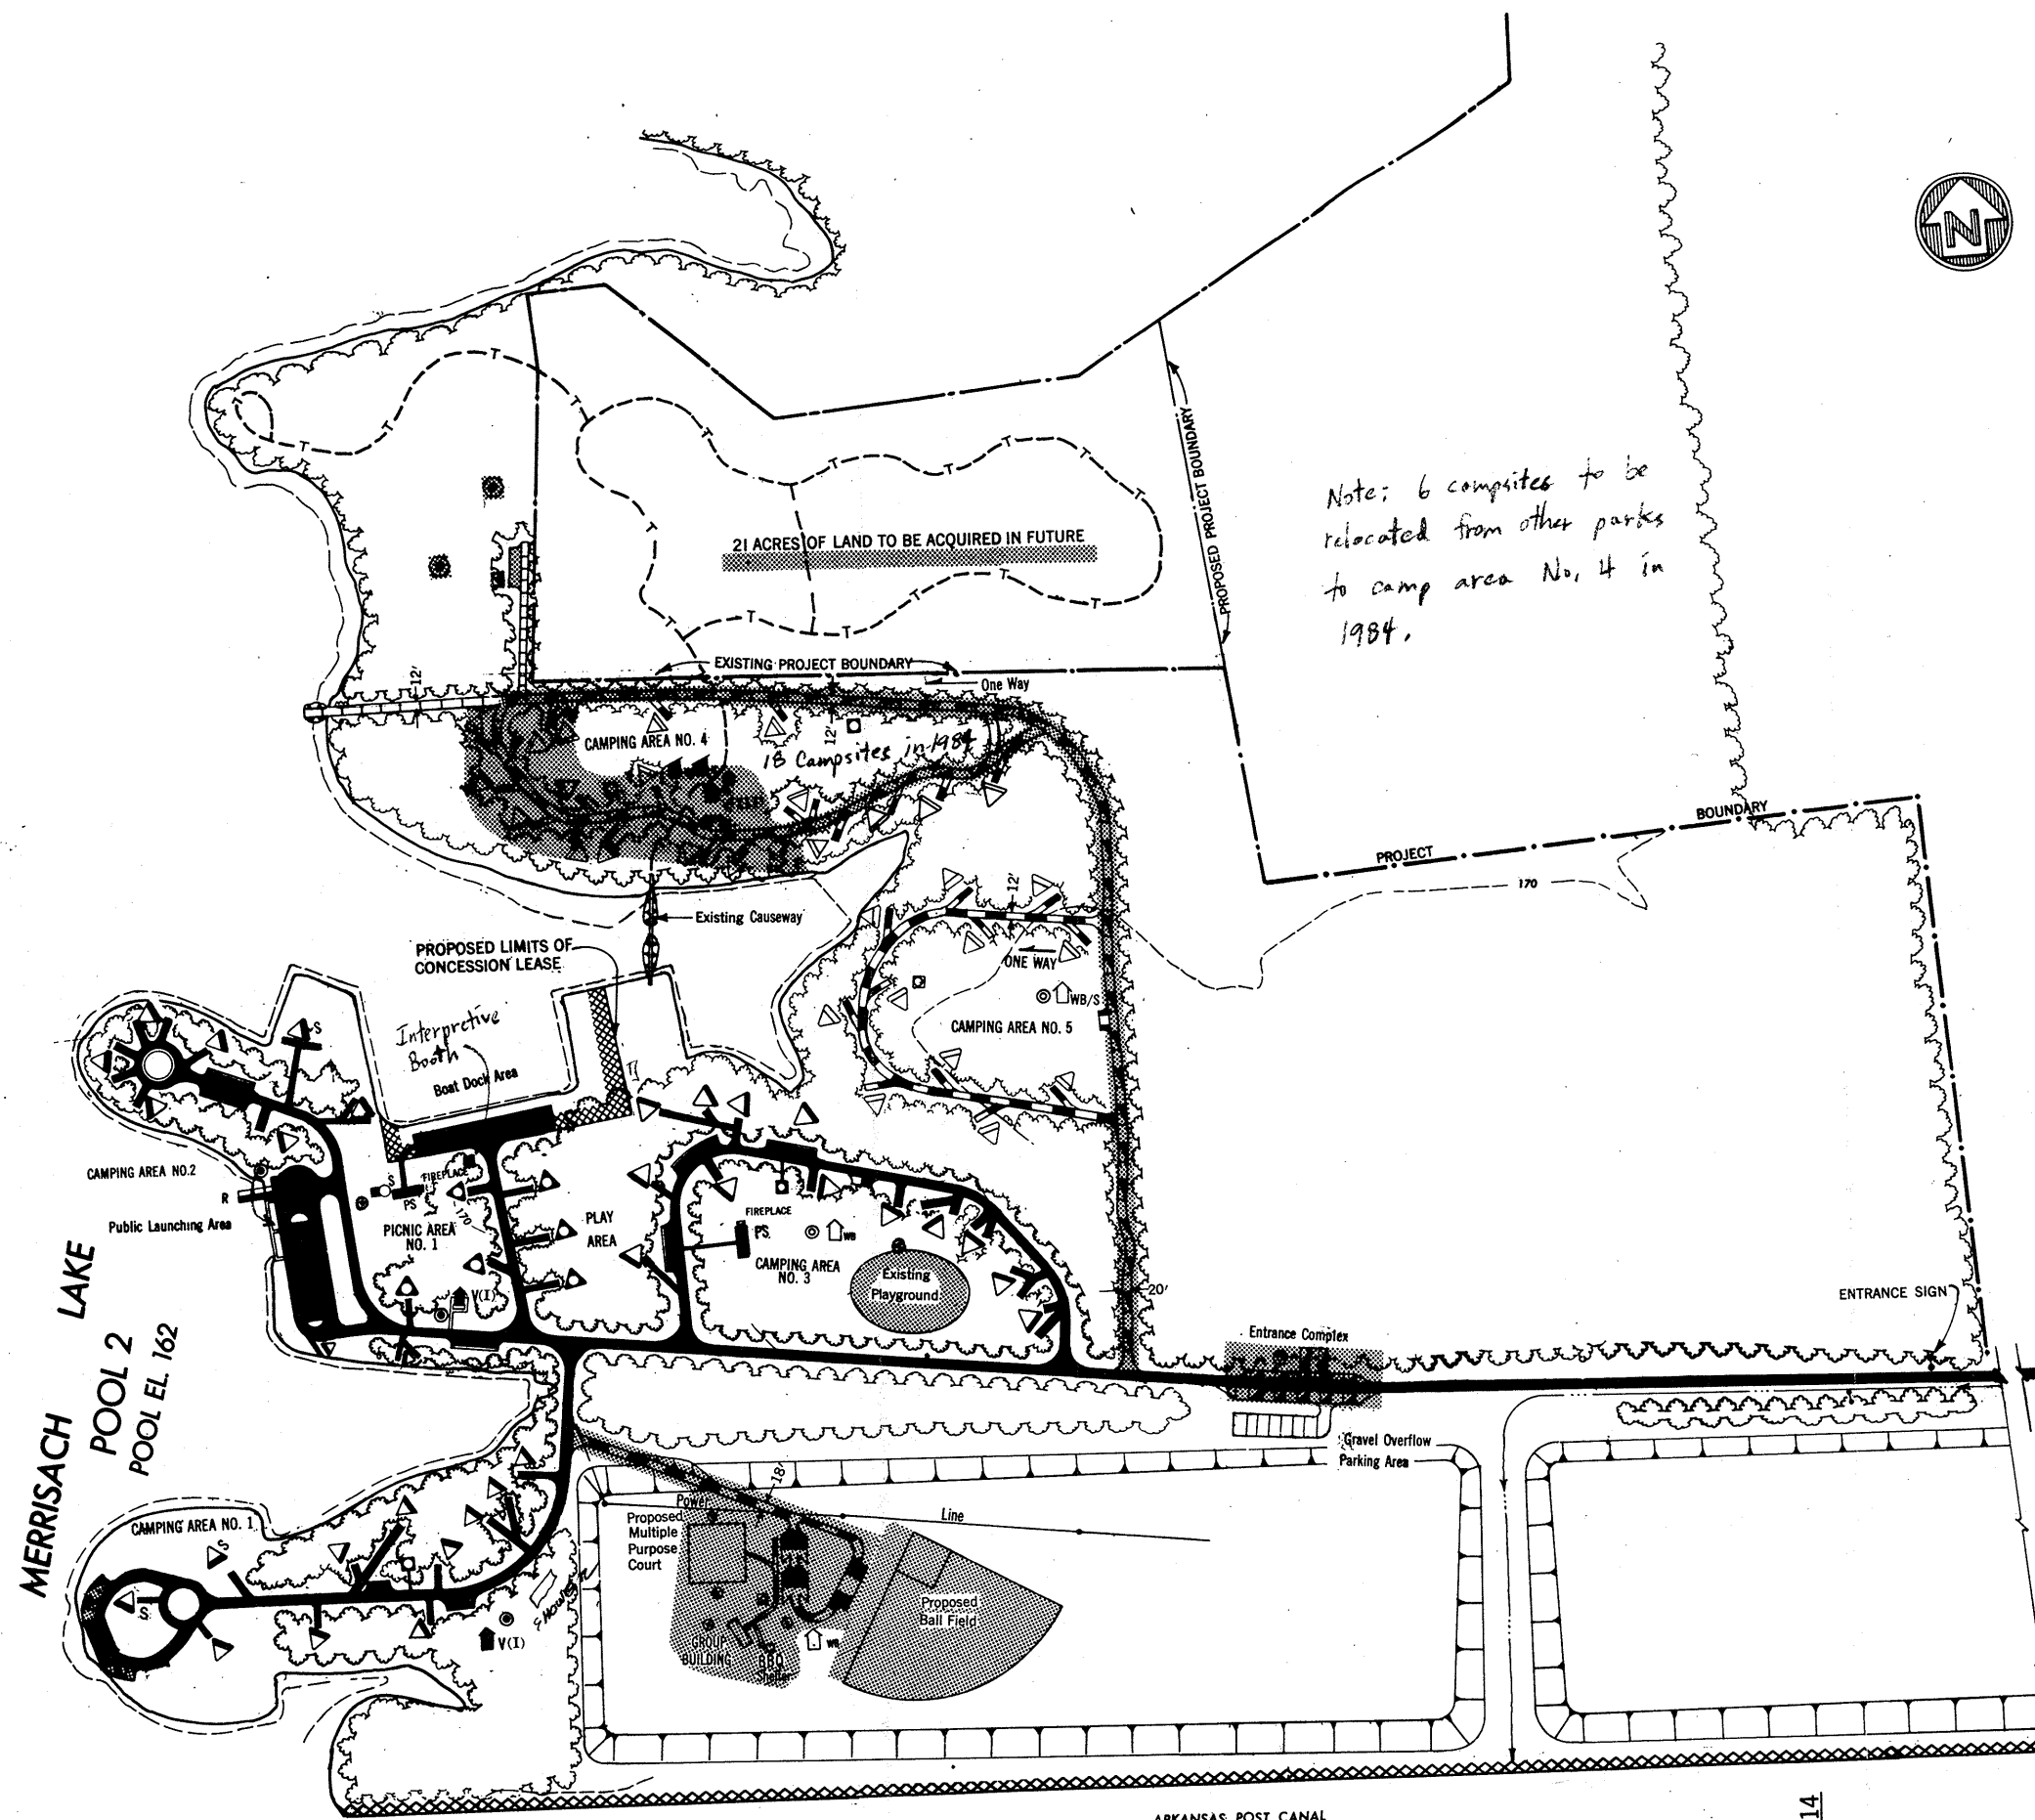 N
T
T
T
T
T
T
T
T
T
T
T
T
T
T
PROPOSED PROJECT BOUNDARY
21 ACRES OF LAND TO BE ACQUIRED IN FUTURE
Note: 6 campsites to be
relocated from other parks
to camp area No. 4 in
1984.
EXISTING PROJECT BOUNDARY
One Way
12'
12'
CAMPING AREA NO. 4
18 Campsites in 1984
PROJECT
BOUNDARY
170
12'
Existing Causeway
PROPOSED LIMITS OF
CONCESSION LEASE
ONE WAY
WB/S
CAMPING AREA NO. 5
Interpretive
Booth
Boat Dock Area
S
CAMPING AREA NO.2
R
Public Launching Area
S
FIREPLACE
PS
170
PICNIC AREA
NO. 1
V(I)
PLAY
AREA
FIREPLACE
PS
WB
CAMPING AREA
NO. 3
Existing
Playground
20'
ENTRANCE SIGN
Entrance Complex
Gravel Overflow
Parking Area
MERRISACH LAKE
POOL 2
POOL EL. 162
CAMPING AREA NO. 1
S
S
V(I)
18'
Power
Line
Proposed
Multiple
Purpose
Court
Proposed
Ball Field
GROUP
BUILDING
BBQ
Shelter
WB
ARKANSAS POST CANAL
14